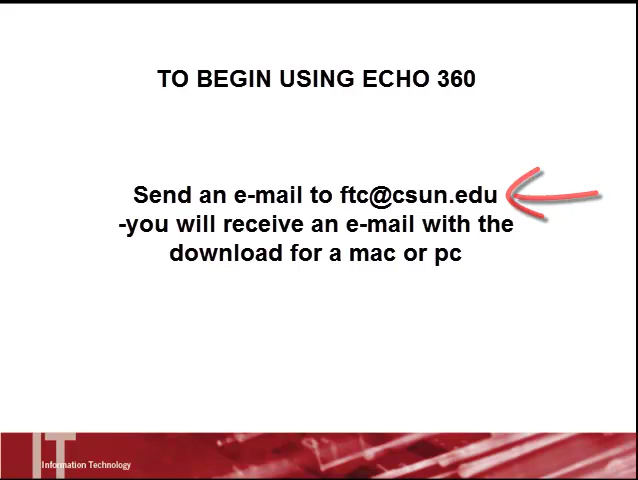 TO BEGIN USING ECHO 360
Send an e-mail to ftc@csun.edu
-you will receive an e-mail with the
download for a mac or pc
IT
Information Technology